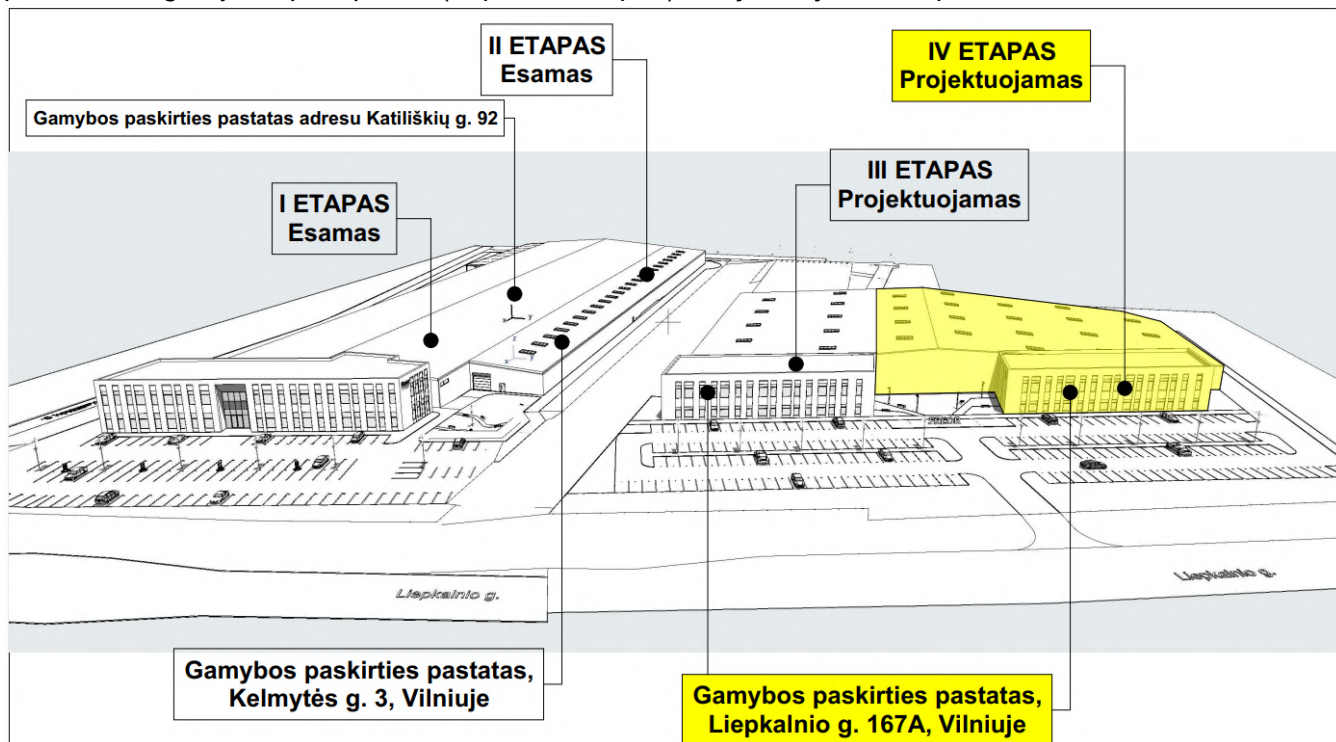 II ETAPAS
Esamas
IV ETAPAS
Projektuojamas
Gamybos paskirties pastatas adresu Katiliškių g. 92
III ETAPAS
Projektuojamas
I ETAPAS
Esamas
Liepkalnio g.
Liepkalnio g.
Gamybos paskirties pastatas,
Kelmytės g. 3, Vilniuje
Gamybos paskirties pastatas,
Liepkalnio g. 167A, Vilniuje